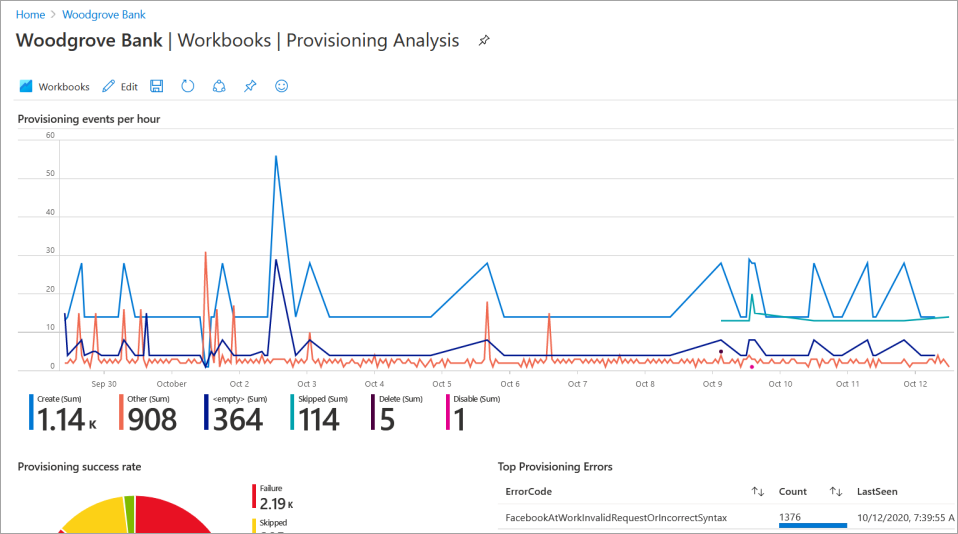 Home > Woodgrove Bank
Woodgrove Bank | Workbooks | Provisioning Analysis
Workbooks Edit
Provisioning events per hour
60
50
40
30
20
10
0
Sep 30 October Oct 2 Oct 3 Oct 4 Oct 5 Oct 6 Oct 7 Oct 8 Oct 9 Oct 10 Oct 11 Oct 12
Create (Sum) Other (Sum) <empty> (Sum) Skipped (Sum) Delete (Sum) Disable (Sum)
1.14 K 908 364 114 5 1
Provisioning success rate
Failure
2.19 K
Skipped
Top Provisioning Errors
ErrorCode Count LastSeen
FacebookAtWorkInvalidRequestOrIncorrectSyntax 1376 10/12/2020, 7:39:55 A